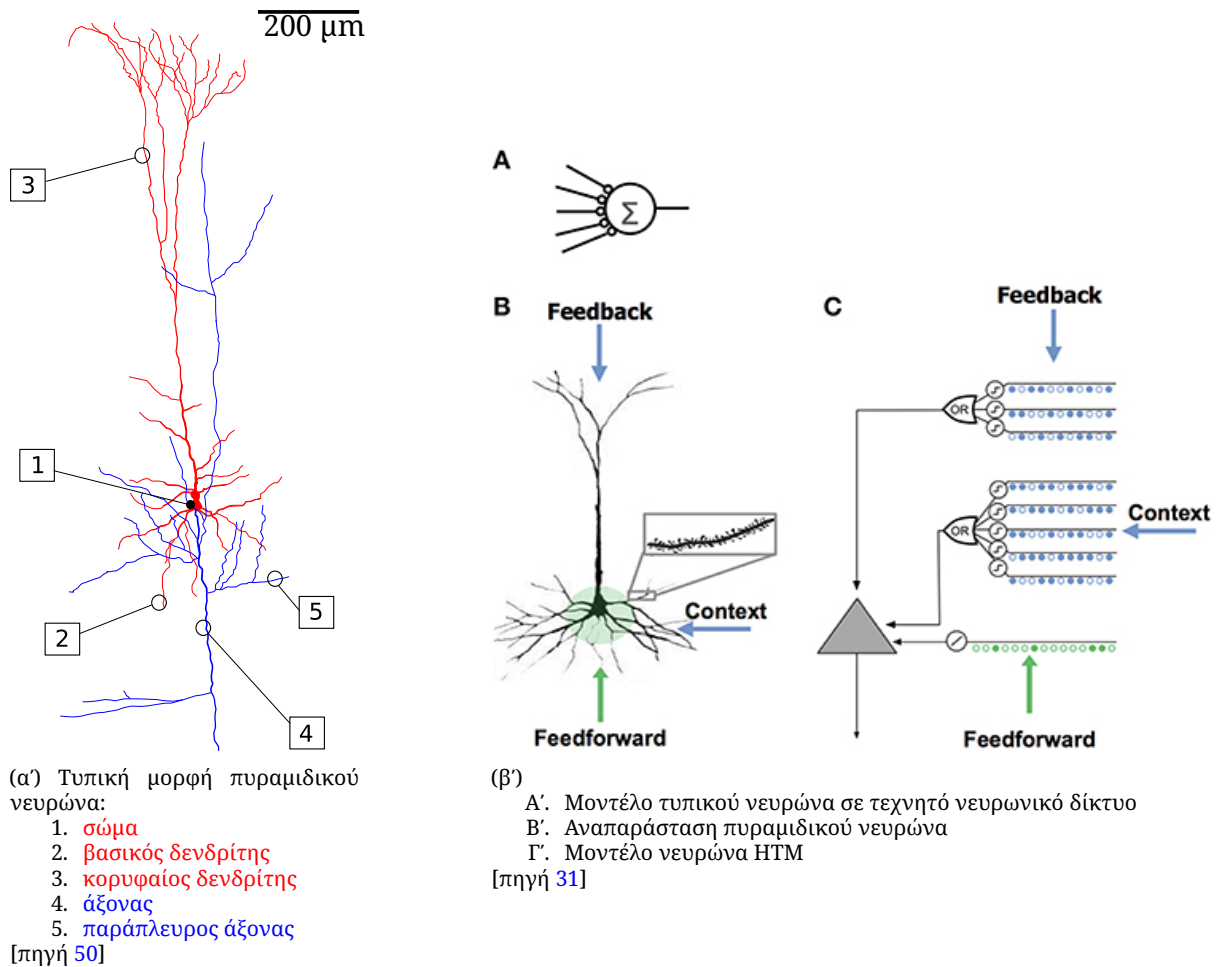 200 µm
3
1
2
5
4
(α′) Τυπική μορφή πυραμιδικού
νευρώνα:
1. σώμα
2. βασικός δενδρίτης
3. κορυφαίος δενδρίτης
4. άξονας
5. παράπλευρος άξονας
[πηγή 50]
A
Σ
B
Feedback
Context
Feedforward
C
Feedback
OR
OR
Context
Feedforward
(β′)
Α′. Μοντέλο τυπικού νευρώνα σε τεχνητό νευρωνικό δίκτυο
Β′. Αναπαράσταση πυραμιδικού νευρώνα
Γ′. Μοντέλο νευρώνα HTM
[πηγή 31]